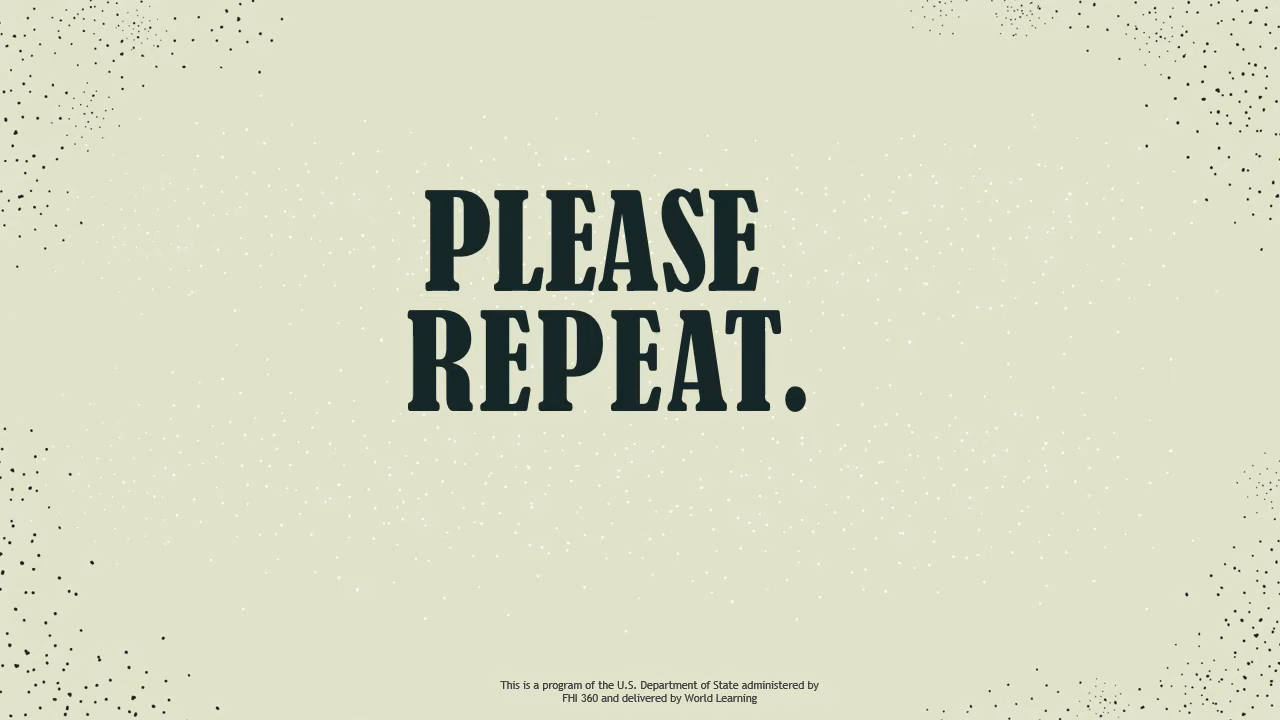 PLEASE
REPEAT.
This is a program of the U.S. Department of State administered by
FHI 360 and delivered by World Learning